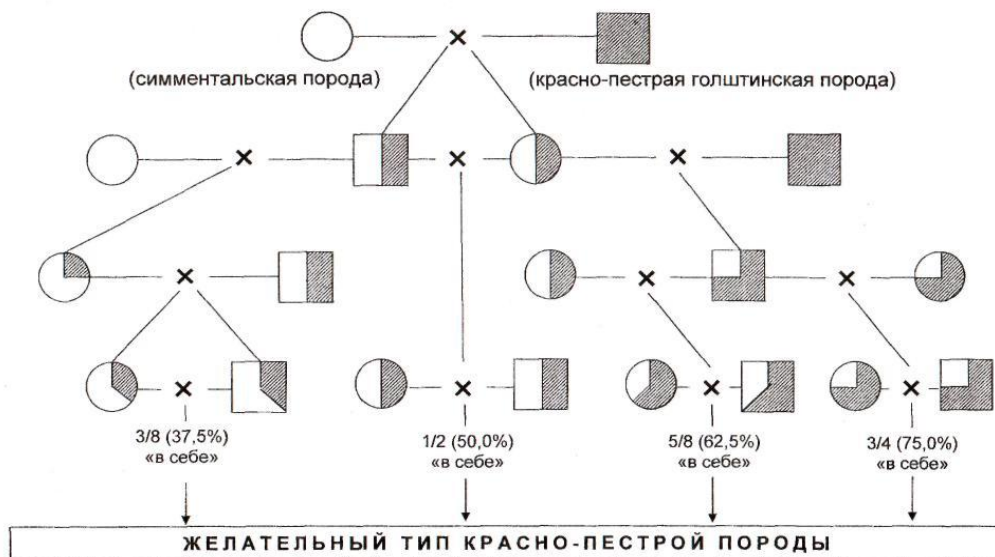 (симментальская порода)
(красно-пестрая голштинская порода)
3/8 (37,5%)
«в себе»
1/2 (50,0%)
«в себе»
5/8 (62,5%)
«в себе»
3/4 (75,0%)
«в себе»
ЖЕЛАТЕЛЬНЫЙ ТИП КРАСНО-ПЕСТРОЙ ПОРОДЫ